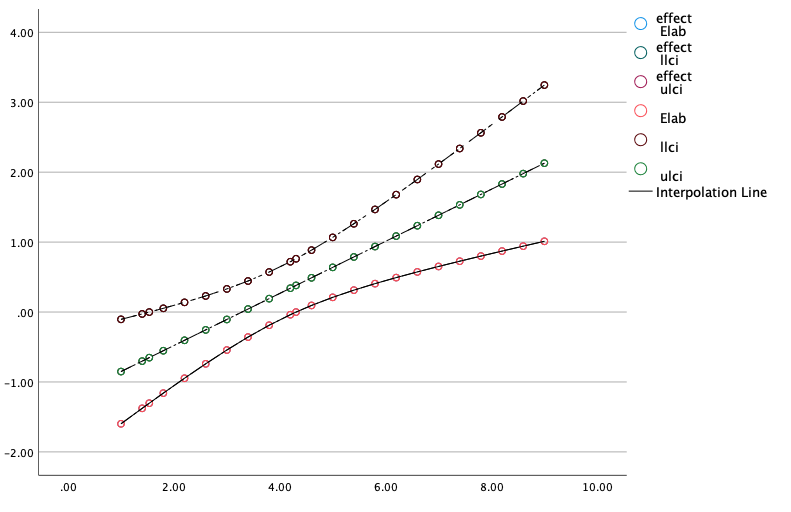 4.00
3.00
2.00
1.00
.00
-1.00
-2.00
.00 2.00 4.00 6.00 8.00 10.00
effect
Elab
effect
llci
effect
ulci
Elab
llci
ulci
Interpolation Line